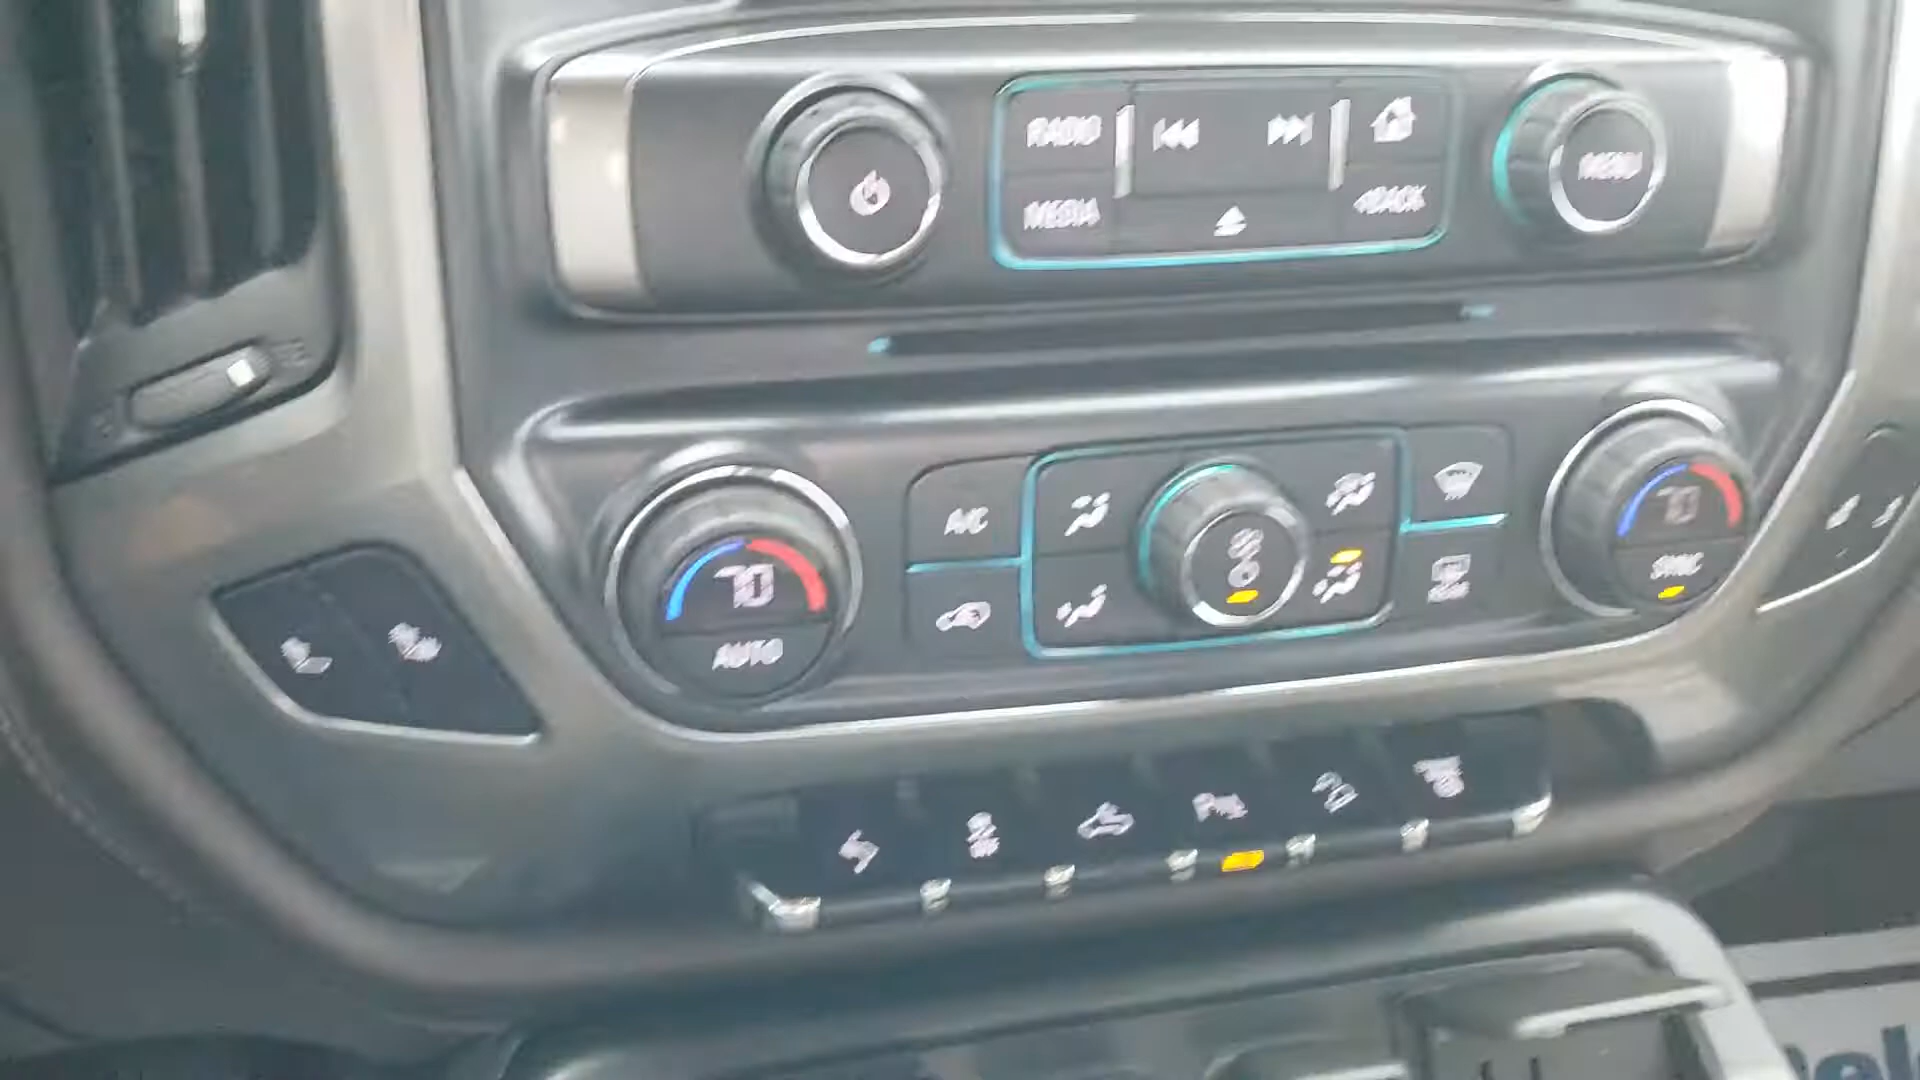 RADIO
MEDIA
BACK
MENU
A/C
70
AUTO
70
SYNC